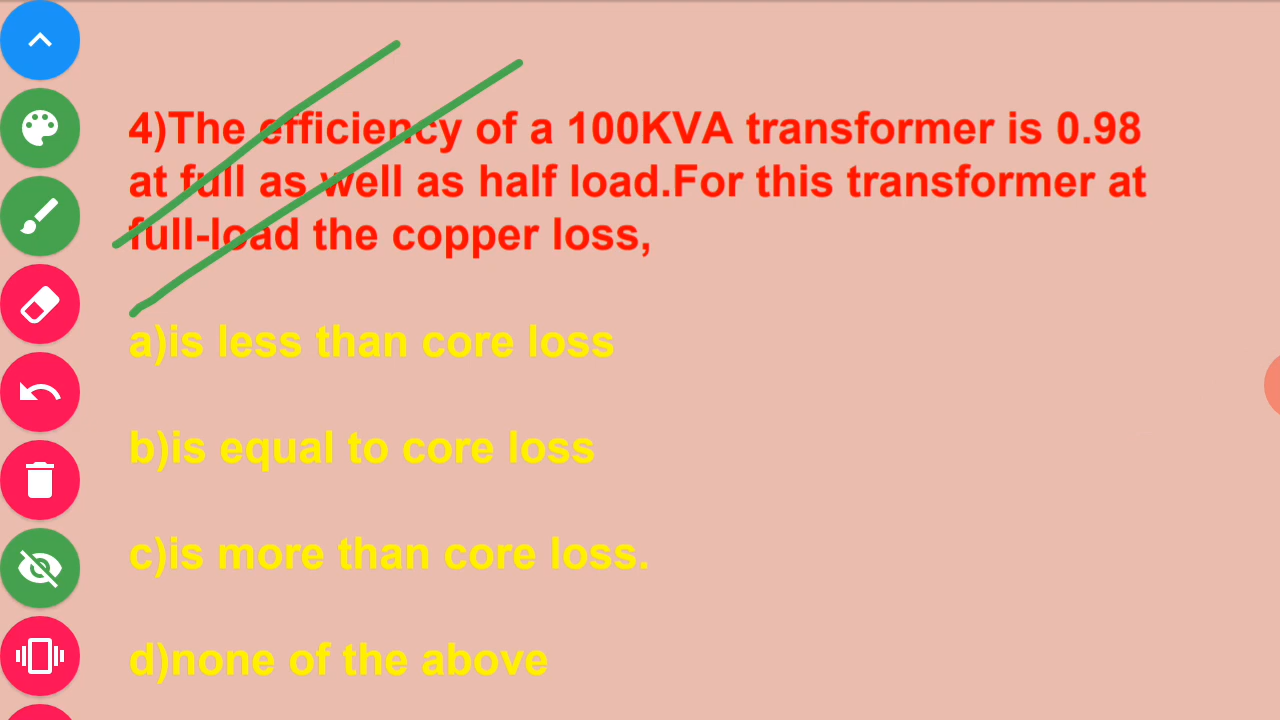 4)The efficiency of a 100KVA transformer is 0.98
at full as well as half load.For this transformer at
full-load the copper loss,
a)is less than core loss
b)is equal to core loss
c)is more than core loss.
d)none of the above